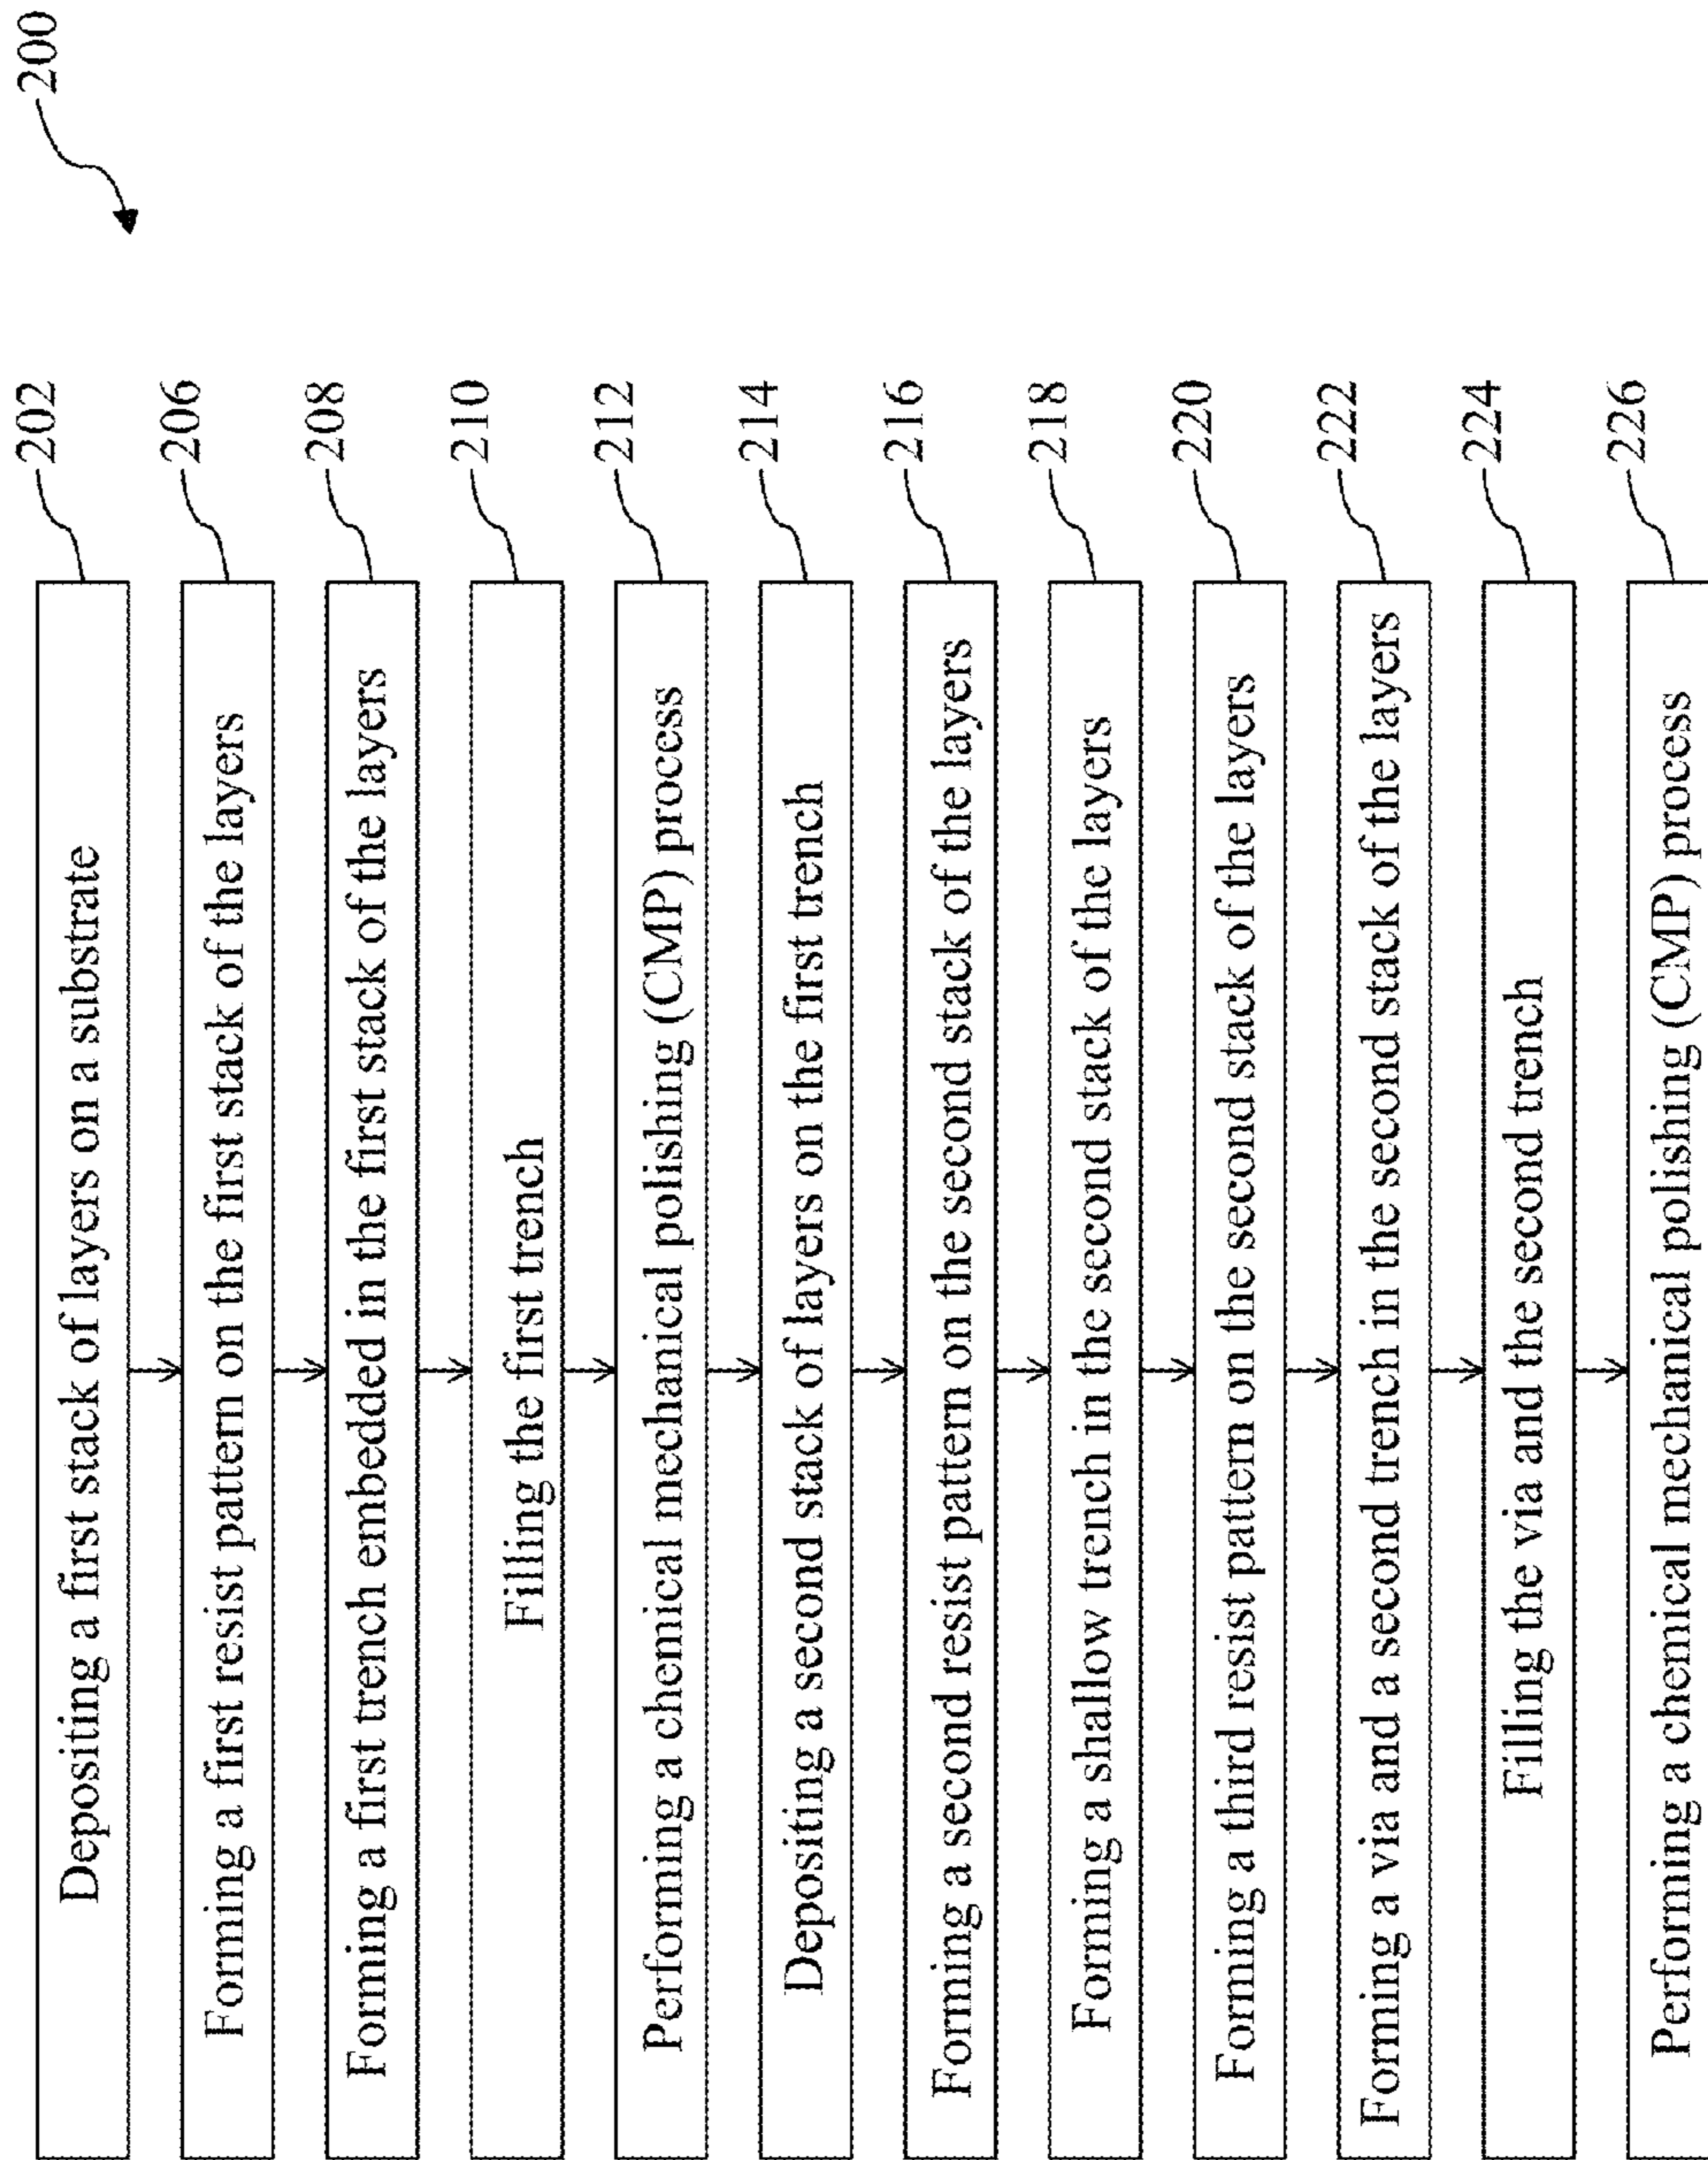 200
Depositing a first stack of layers on a substrate
202
Forming a first resist pattern on the first stack of the layers
206
Forming a first trench embedded in the first stack of the layers
208
Filling the first trench
210
Performing a chemical mechanical polishing (CMP) process
212
Depositing a second stack of layers on the first trench
214
Forming a second resist pattern on the second stack of the layers
216
Forming a shallow trench in the second stack of the layers
218
Forming a third resist pattern on the second stack of the layers
220
Forming a via and a second trench in the second stack of the layers
222
Filling the via and the second trench
224
Performing a chemical mechanical polishing (CMP) process
226